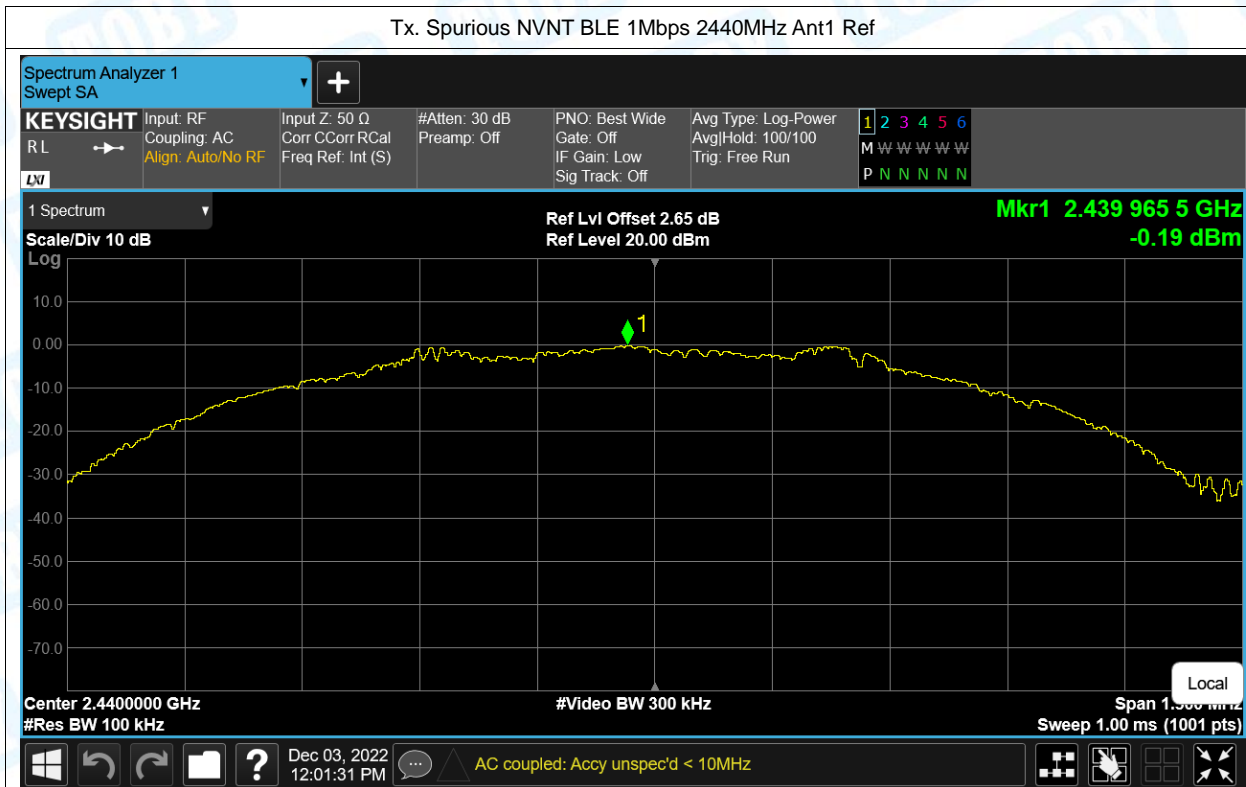 Tx. Spurious NVNT BLE 1Mbps 2440MHz Ant1 Ref
Spectrum Analyzer 1
Swept SA
KEYSIGHT
R L
LXI
Input: RF
Coupling: AC
Align: Auto/No RF
Input Z: 50 Ω
Corr CCorr RCal
Freq Ref: Int (S)
#Atten: 30 dB
Preamp: Off
PNO: Best Wide
Gate: Off
IF Gain: Low
Sig Track: Off
Avg Type: Log-Power
Avg|Hold: 100/100
Trig: Free Run
1 2 3 4 5 6
M W W W W W
P N N N N N
1 Spectrum
Scale/Div 10 dB
Log
Ref Lvl Offset 2.65 dB
Ref Level 20.00 dBm
Mkr1 2.439 965 5 GHz
-0.19 dBm
10.0
0.00
-10.0
-20.0
-30.0
-40.0
-50.0
-60.0
-70.0
1
Local
Center 2.4400000 GHz
#Res BW 100 kHz
#Video BW 300 kHz
Span
Sweep 1.00 ms (1001 pts)
?
Dec 03, 2022
12:01:31 PM
AC coupled: Accy unspec'd < 10MHz
TOBY